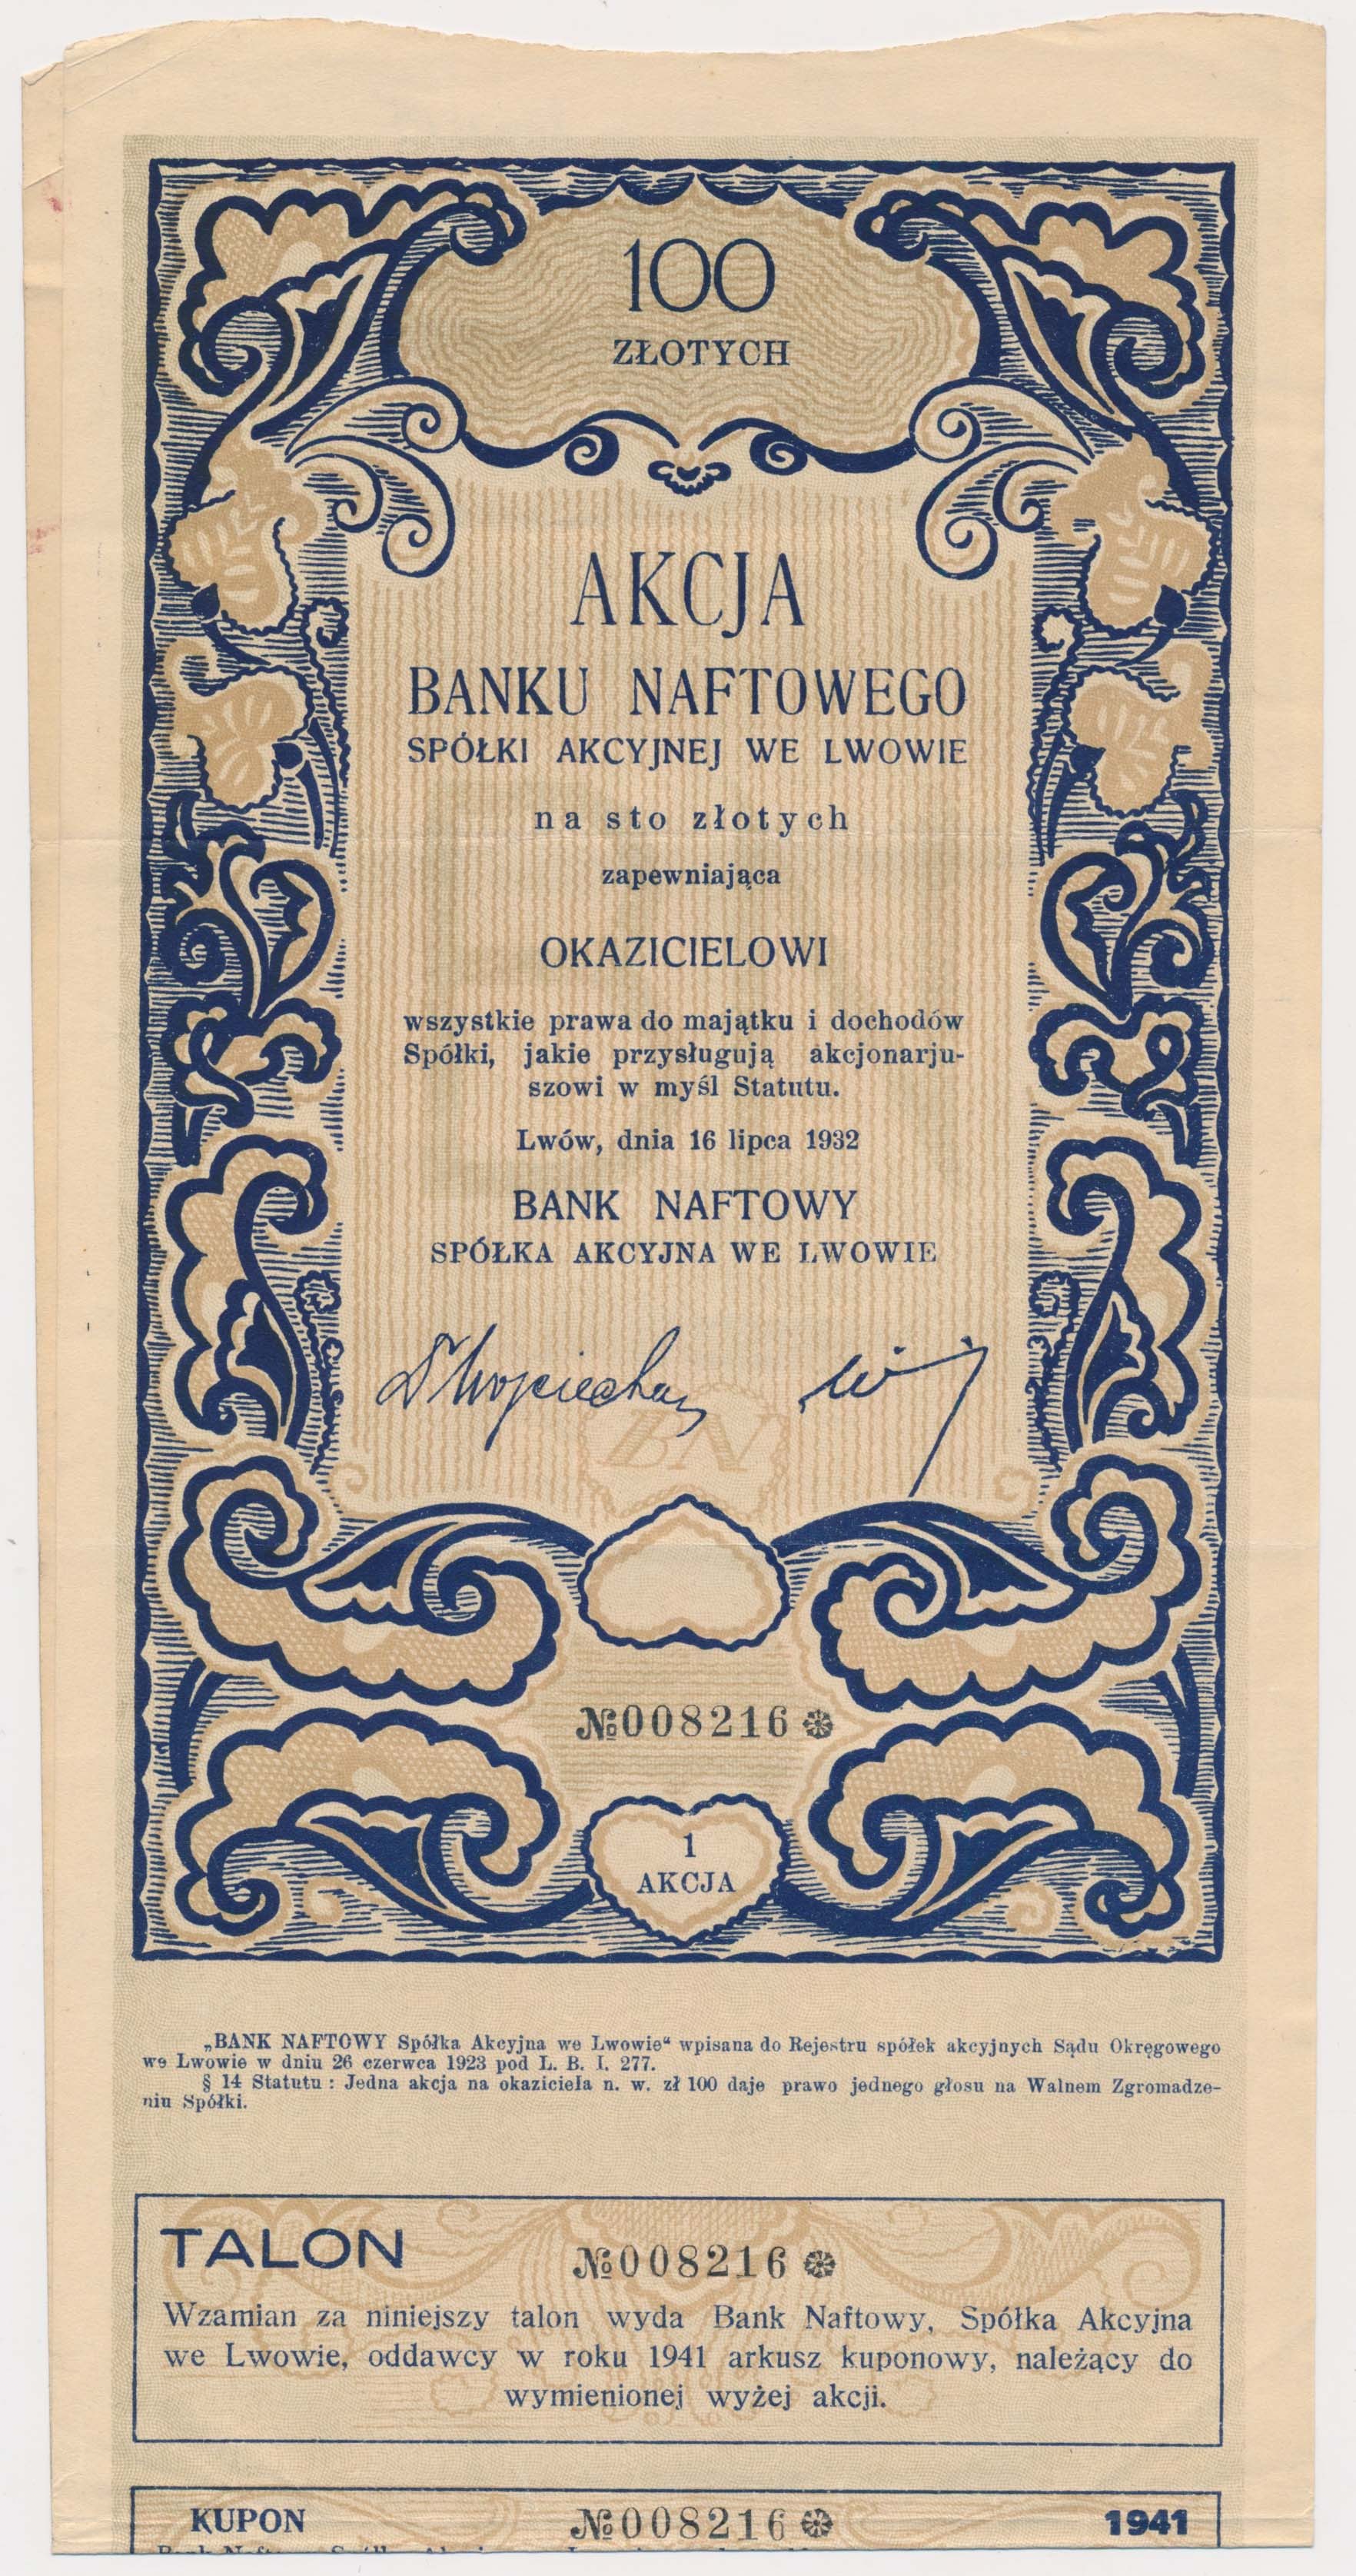 100
ZŁOTYCH
AKCJA
BANKU NAFTOWEGO
SPÓŁKI AKCYJNEJ WE LWOWIE
na sto złotych
zapewniająca
OKAZICIELOWI
wszystkie prawa do majątku i dochodów
Spółki, jakie przysługują akcjonarju-
szowi w myśl Statutu.
Lwów, dnia 16 lipca 1932
BANK NAFTOWY
SPÓŁKA AKCYJNA WE LWOWIE
BN
№008216
1
AKCJA
„BANK NAFTOWY Spółka Akcyjna we Lwowie“ wpisana do Rejestru spółek akcyjnych Sądu Okręgowego
we Lwowie w dniu 26 czerwca 1923 pod L. B. I. 277.
§ 14 Statutu : Jedna akcja na okaziciela n. w. zł 100 daje prawo jednego głosu na Walnem Zgromadze-
niu Spółki.
TALON
№008216
Wzamian za niniejszy talon wyda Bank Naftowy, Spółka Akcyjna
we Lwowie, oddawcy w roku 1941 arkusz kuponowy, należący do
wymienionej wyżej akcji.
KUPON №008216 1941